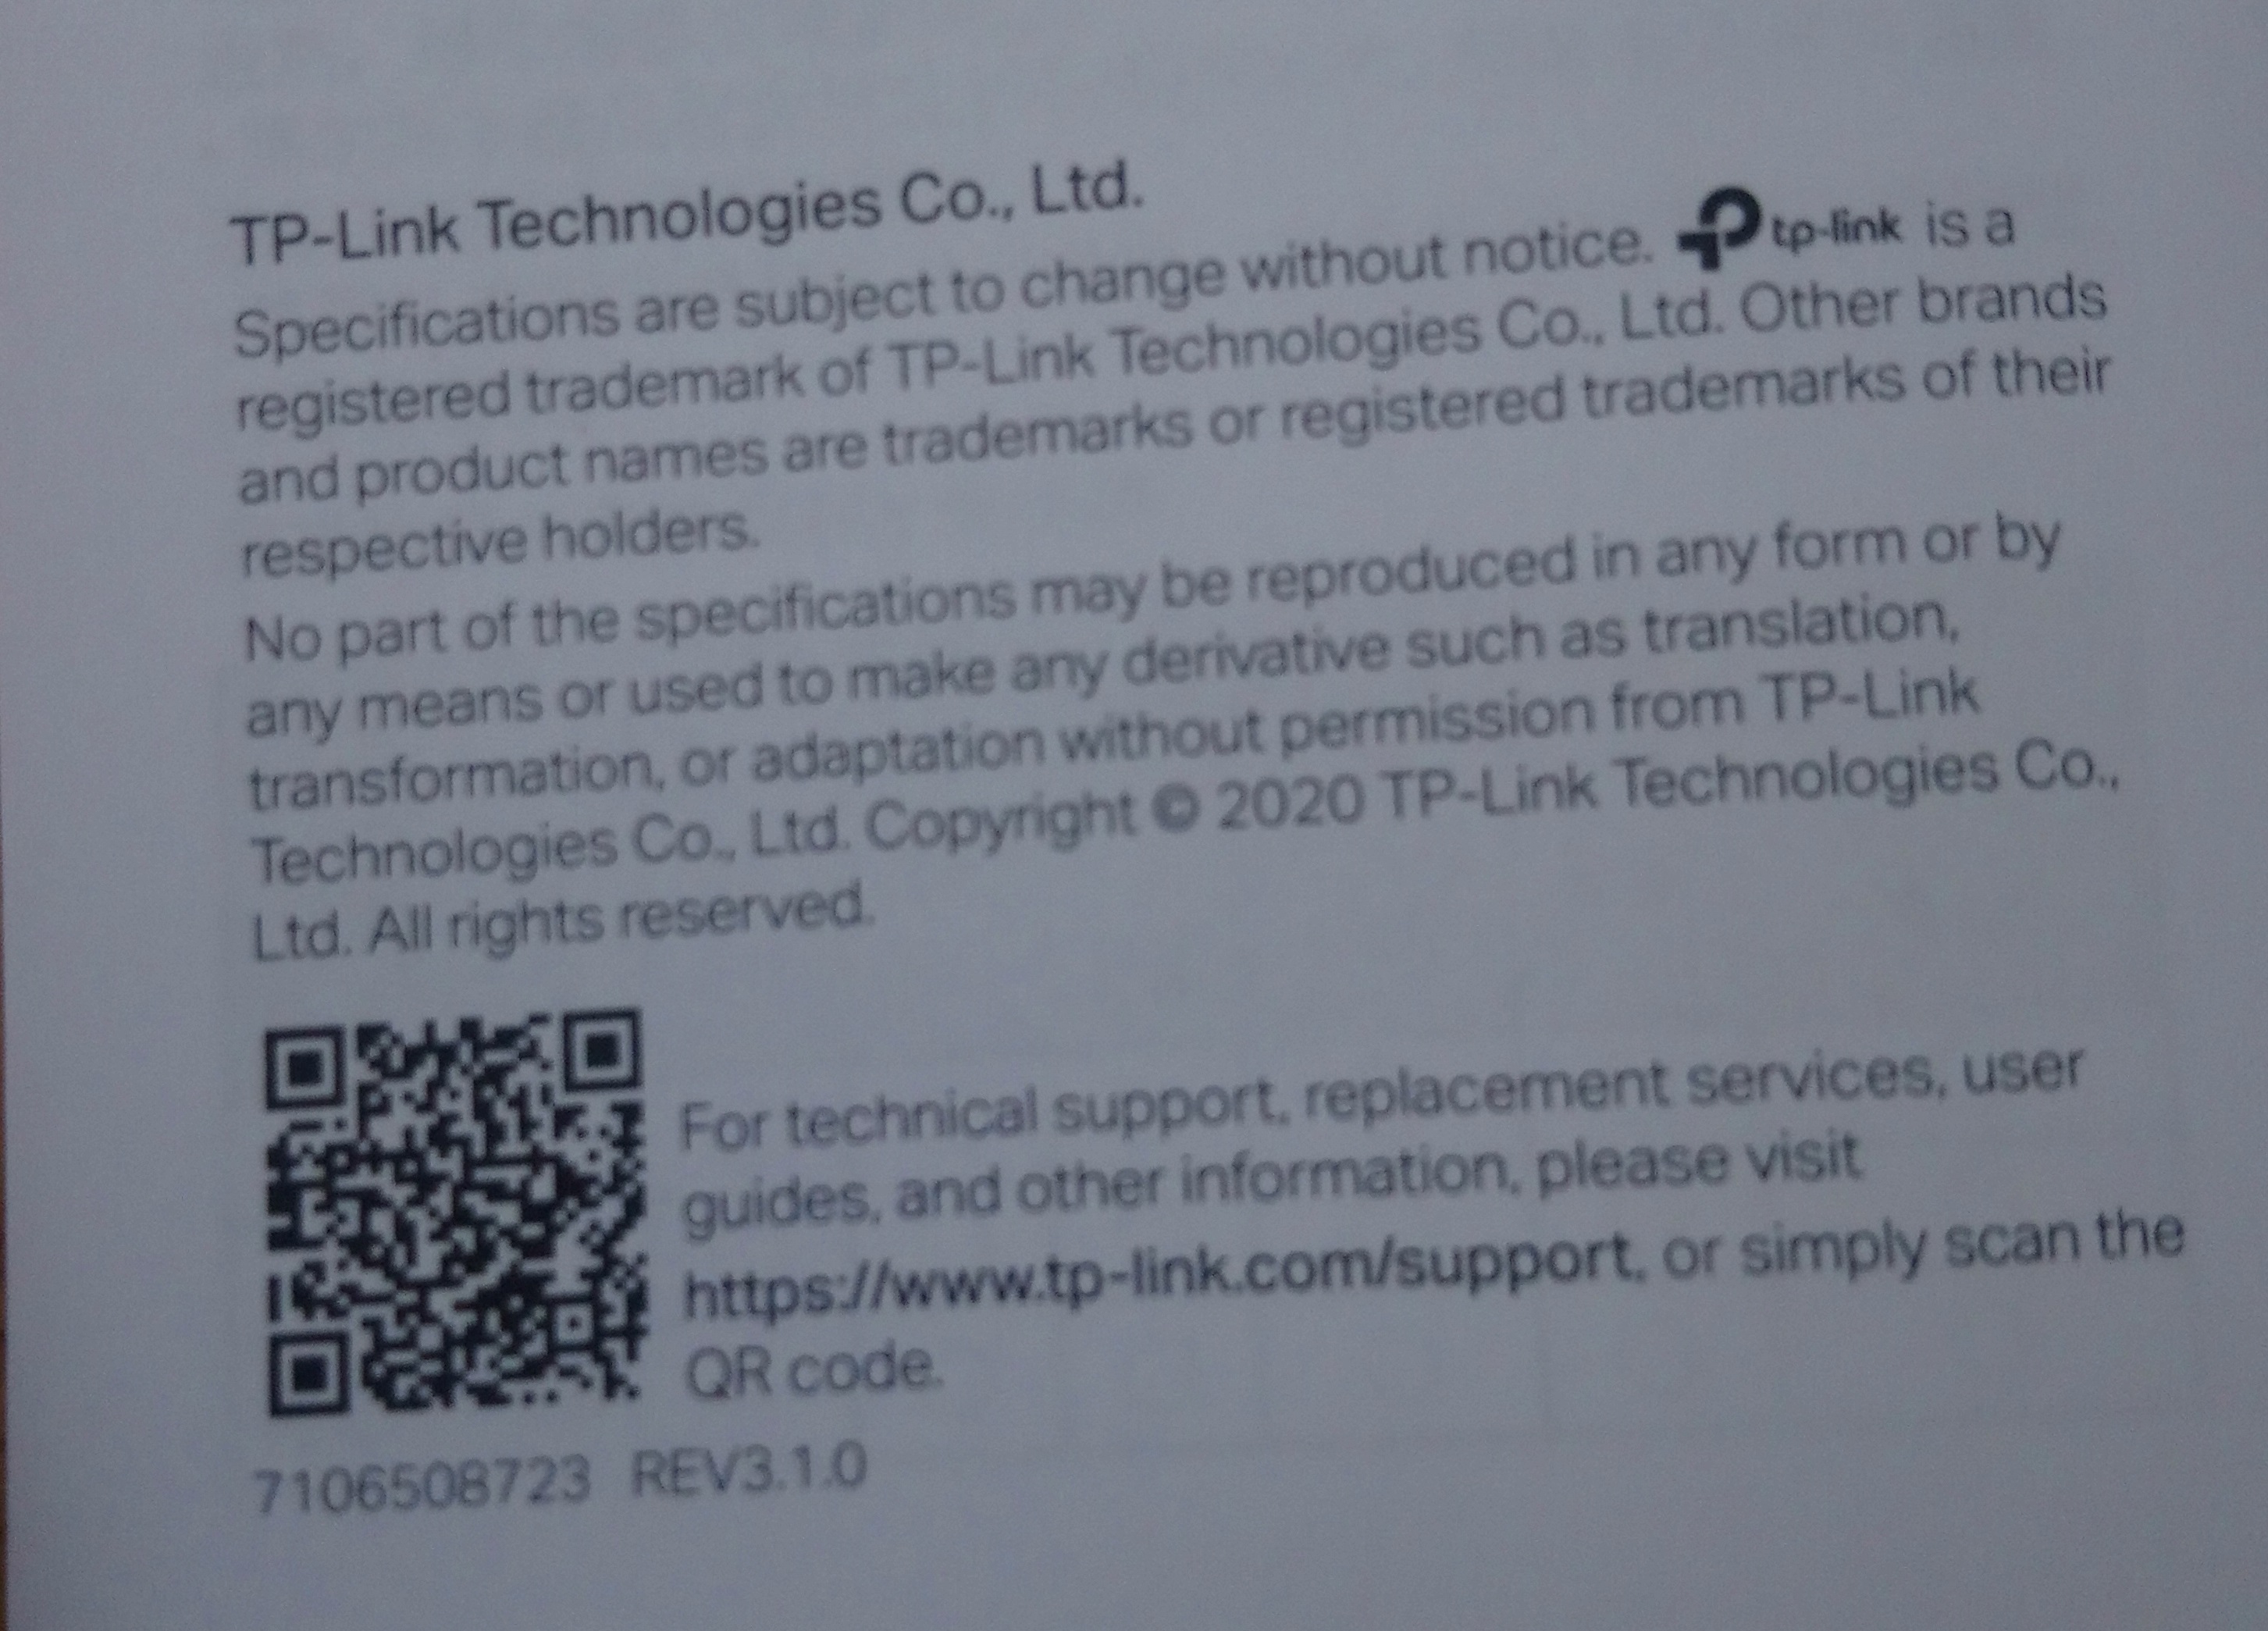 TP-Link Technologies Co., Ltd.
Specifications are subject to change without notice. tp-link is a
registered trademark of TP-Link Technologies Co., Ltd. Other brands
and product names are trademarks or registered trademarks of their
respective holders.
No part of the specifications may be reproduced in any form or by
any means or used to make any derivative such as translation,
transformation, or adaptation without permission from TP-Link
Technologies Co., Ltd. Copyright © 2020 TP-Link Technologies Co.,
Ltd. All rights reserved.
For technical support, replacement services, user
guides, and other information, please visit
https://www.tp-link.com/support, or simply scan the
QR code.
7106508723 REV3.1.0